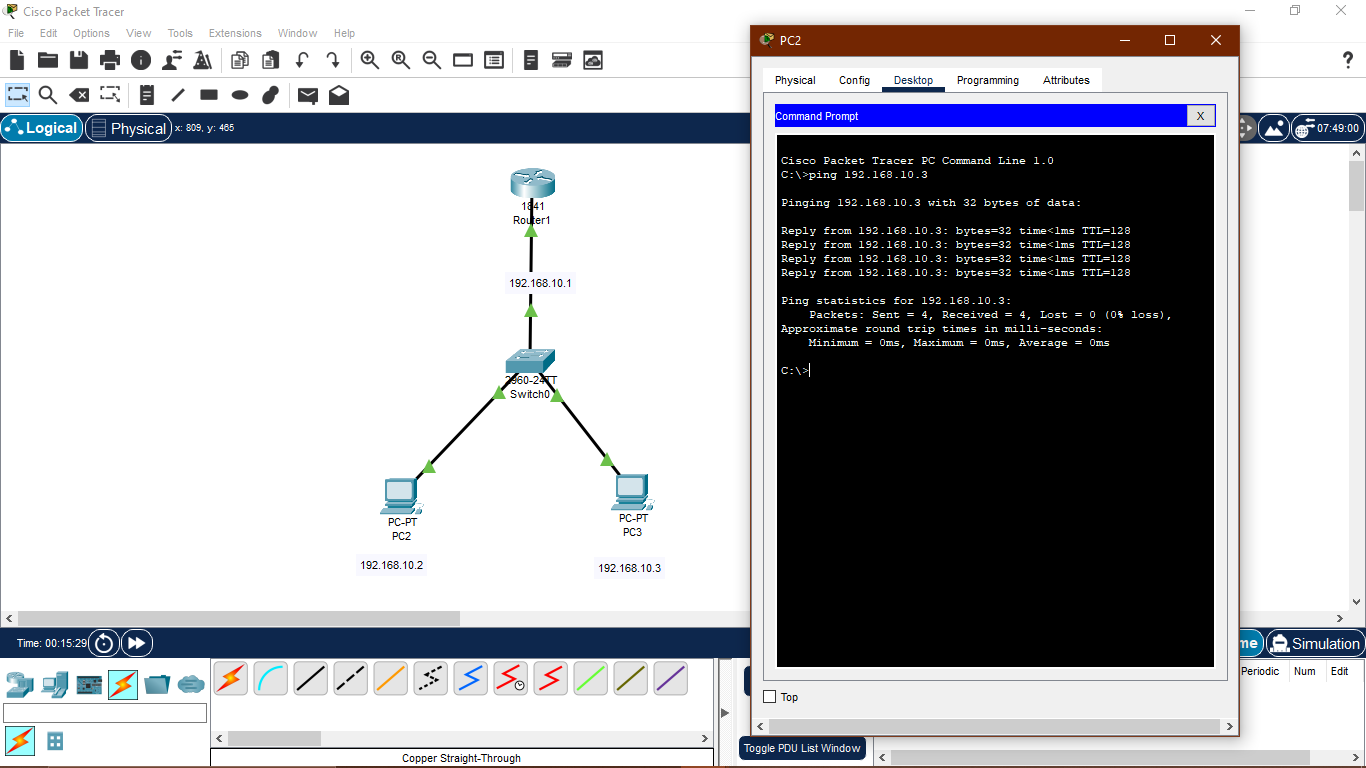 Cisco Packet Tracer
File Edit Options View Tools Extensions Window Help
?
Logical
Physical
x: 809, y: 465
07:49:00
1841
Router1
192.168.10.1
2960-24TT
Switch0
PC-PT
PC2
192.168.10.2
PC-PT
PC3
192.168.10.3
PC2
Physical Config Desktop Programming Attributes
Command Prompt
X
Cisco Packet Tracer PC Command Line 1.0
C:\>ping 192.168.10.3
Pinging 192.168.10.3 with 32 bytes of data:
Reply from 192.168.10.3: bytes=32 time<1ms TTL=128
Reply from 192.168.10.3: bytes=32 time<1ms TTL=128
Reply from 192.168.10.3: bytes=32 time<1ms TTL=128
Reply from 192.168.10.3: bytes=32 time<1ms TTL=128
Ping statistics for 192.168.10.3:
Packets: Sent = 4, Received = 4, Lost = 0 (0% loss),
Approximate round trip times in milli-seconds:
Minimum = 0ms, Maximum = 0ms, Average = 0ms
C:\>
Top
Time: 00:15:29
me
Simulation
Periodic Num Edit
Copper Straight-Through
Toggle PDU List Window